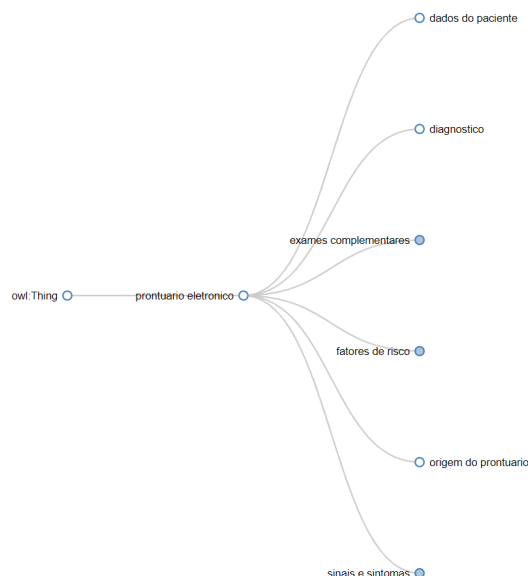 dados do paciente
diagnostico
exames complementares
owl:Thing
prontuario eletronico
fatores de risco
origem do prontuario
sinais e sintomas